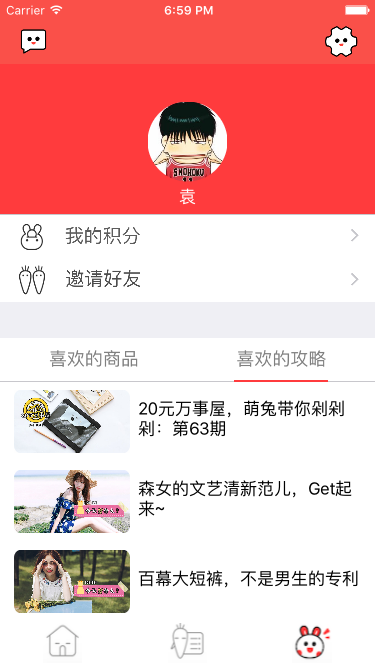 Carrier
6:59 PM
SHOHOKU
袁
我的积分
邀请好友
喜欢的商品
喜欢的攻略
20元万事屋，萌兔带你剁剁
剁：第63期
森女的文艺清新范儿，Get起
来~
百幕大短裤，不是男生的专利